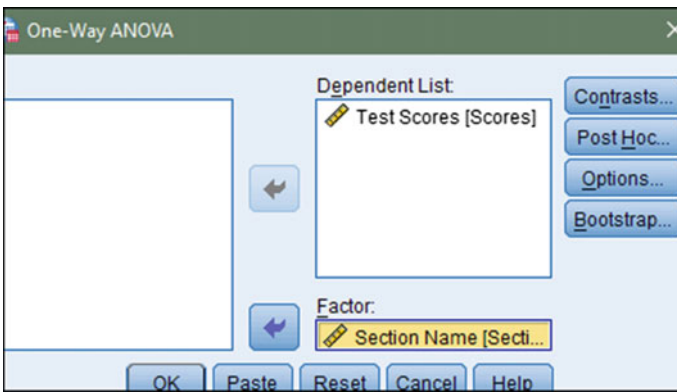 One-Way ANOVA
Dependent List:
Test Scores [Scores]
Contrasts...
Post Hoc...
Options...
Bootstrap...
Factor:
Section Name [Secti...
OK Paste Reset Cancel Help